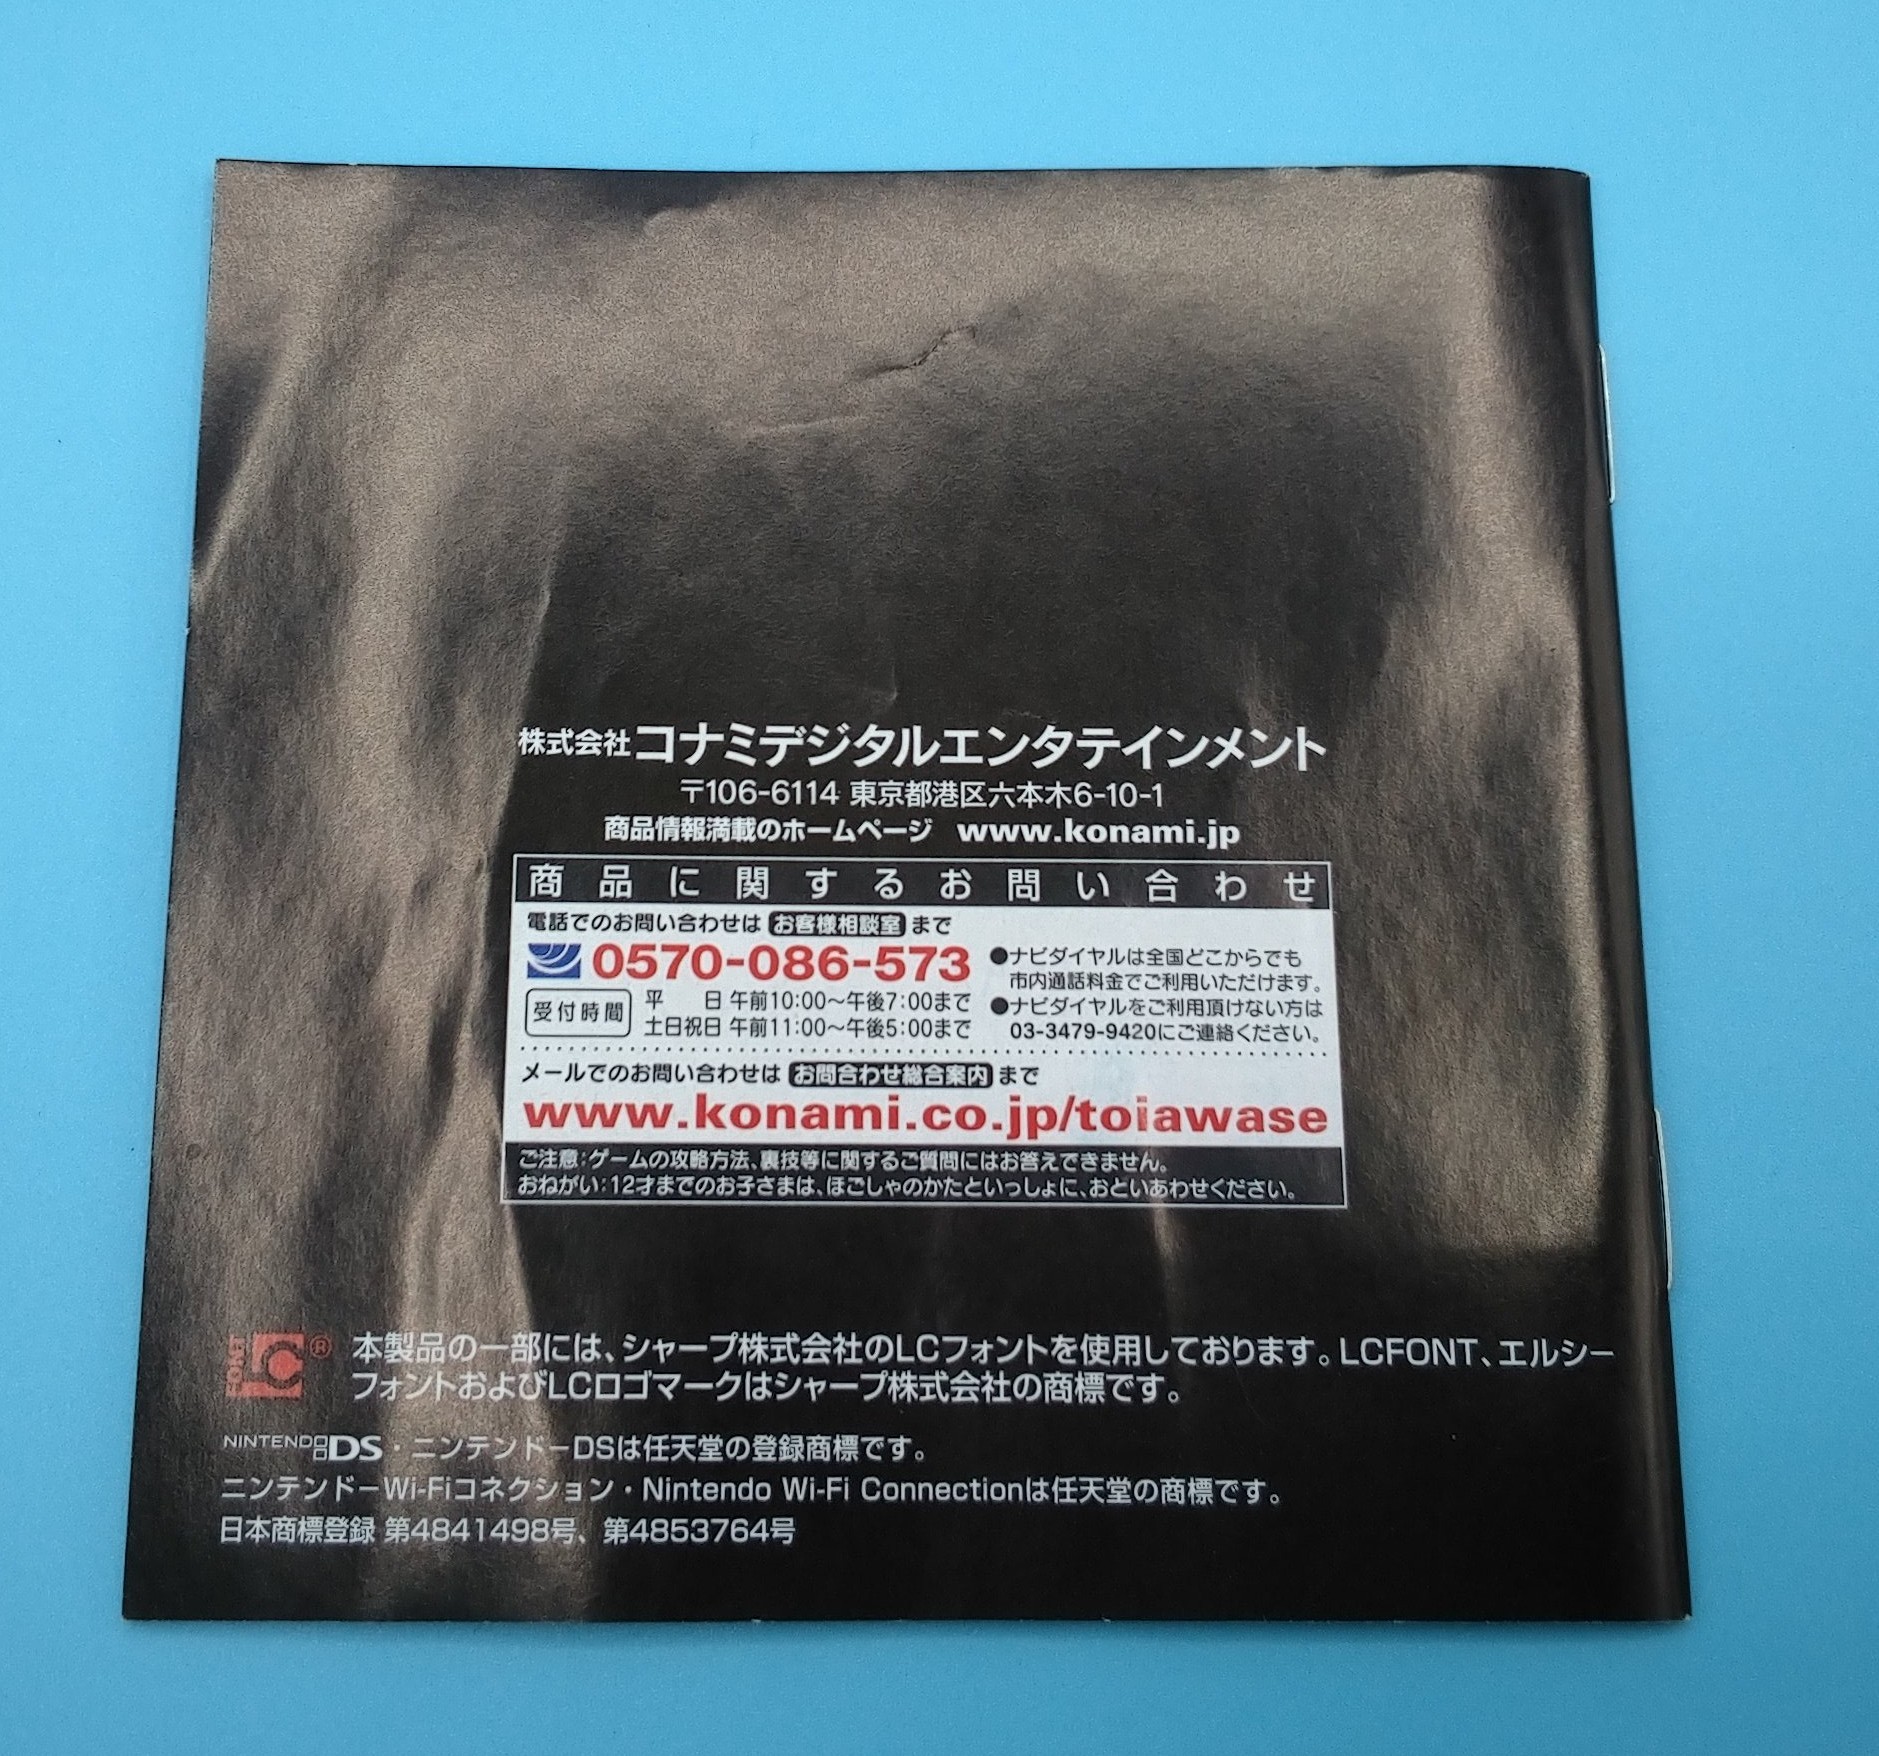 株式会社コナミデジタルエンタテインメント
〒106-6114 東京都港区六本木6-10-1
商品情報満載のホームページ www.konami.jp
商品に関するお問い合わせ
電話でのお問い合わせは お客様相談室 まで
0570-086-573
受付時間
平 日 午前10:00〜午後7:00まで
土日祝日 午前11:00〜午後5:00まで
●ナビダイヤルは全国どこからでも
市内通話料金でご利用いただけます。
●ナビダイヤルをご利用頂けない方は
03-3479-9420にご連絡ください。
メールでのお問い合わせは お問合わせ総合案内 まで
www.konami.co.jp/toiawase
ご注意:ゲームの攻略方法、裏技等に関するご質問にはお答えできません。
おねがい:12才までのお子さまは、ほごしゃのかたといっしょに、おといあわせください。
FONT LC®
本製品の一部には、シャープ株式会社のLCフォントを使用しております。LCFONT、エルシー
フォントおよびLCロゴマークはシャープ株式会社の商標です。
NINTENDO DS・ニンテンドーDSは任天堂の登録商標です。
ニンテンドーWi-Fiコネクション・Nintendo Wi-Fi Connectionは任天堂の商標です。
日本商標登録 第4841498号、第4853764号